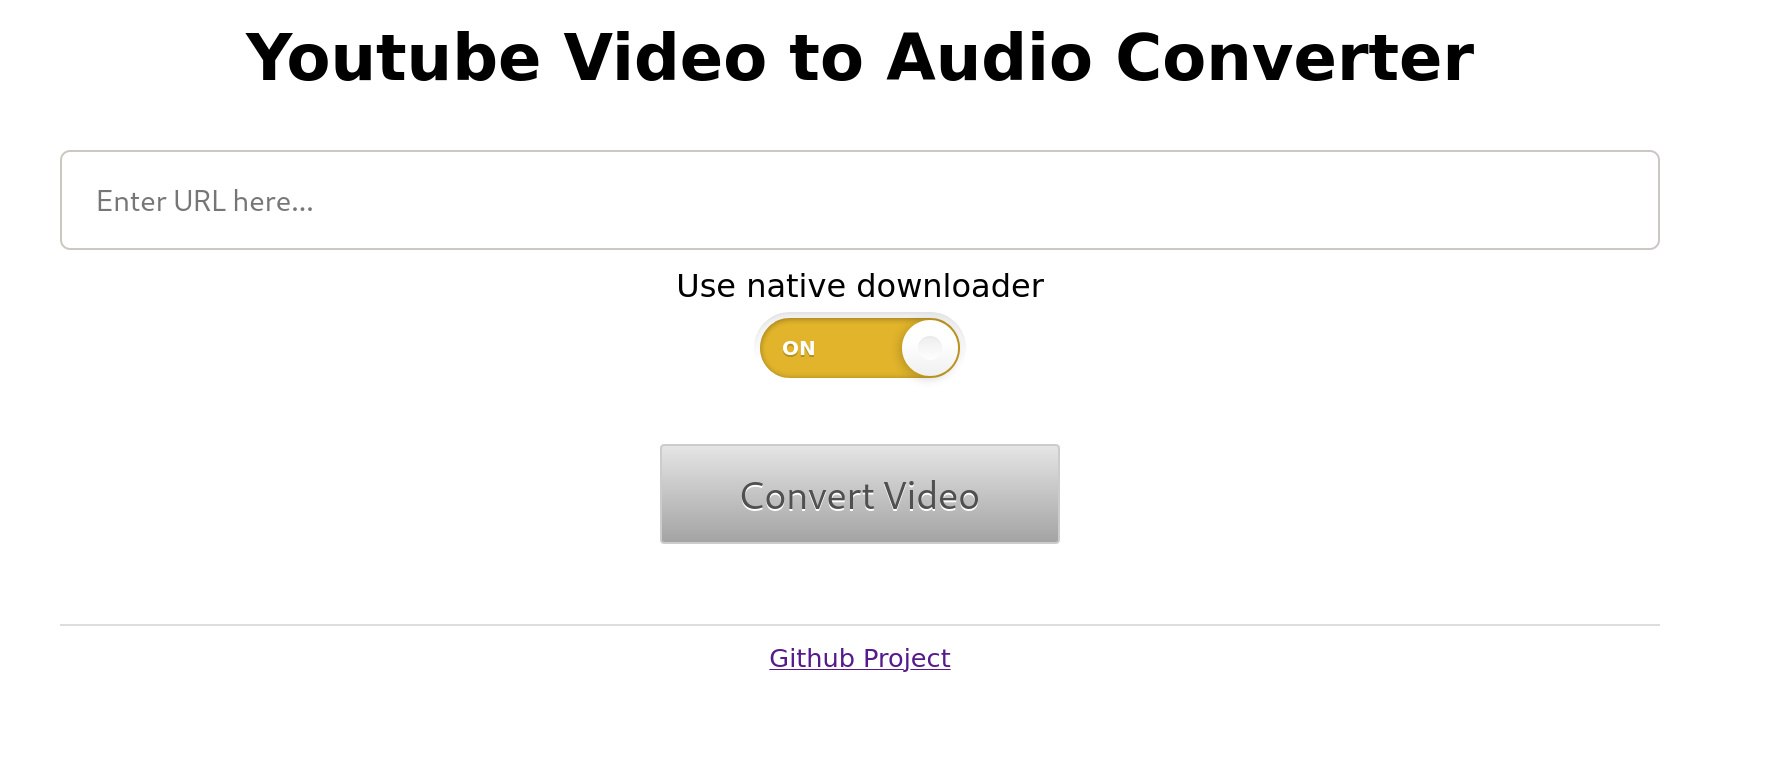 Youtube Video to Audio Converter
Enter URL here...
Use native downloader
ON
Convert Video
Github Project